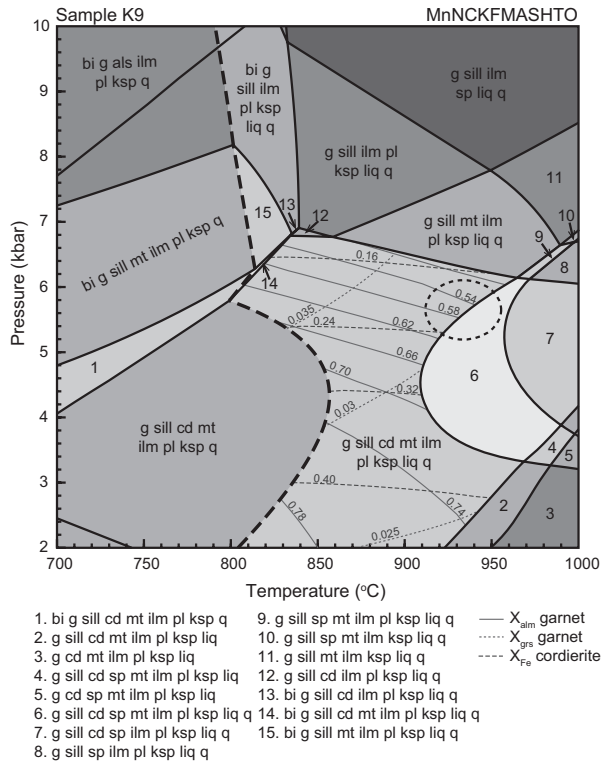 Sample K9 MnNCKFMASHTO
10
9
8
7
6
5
4
3
2
Pressure (kbar)
bi g als ilm
pl ksp q
bi g
sill ilm
pl ksp
liq q
g sill ilm
sp liq q
g sill ilm pl
ksp liq q
11
bi g sill mt ilm pl ksp q
15
13
12
g sill mt ilm
pl ksp liq q
9
10
8
14
0.16
0.54
0.58
0.035
0.24
0.62
0.66
7
6
1
0.70
0.32
0.03
g sill cd mt
ilm pl ksp q
g sill cd mt ilm
pl ksp liq q
4
5
0.40
0.78
0.74
2
3
0.025
700 750 800 850 900 950 1000
Temperature (°C)
1. bi g sill cd mt ilm pl ksp q
2. g sill cd mt ilm pl ksp liq
3. g cd mt ilm pl ksp liq
4. g sill cd sp mt ilm pl ksp liq
5. g cd sp mt ilm pl ksp liq
6. g sill cd sp mt ilm pl ksp liq q
7. g sill cd sp ilm pl ksp liq q
8. g sill sp ilm pl ksp liq q
9. g sill sp mt ilm pl ksp liq q
10. g sill sp mt ilm pl ksp liq q
11. g sill mt ilm ksp liq q
12. g sill cd ilm pl ksp liq q
13. bi g sill cd ilm pl ksp liq q
14. bi g sill cd mt ilm pl ksp liq q
15. bi g sill mt ilm pl ksp liq q
Xalm garnet
Xgrs garnet
XFe cordierite